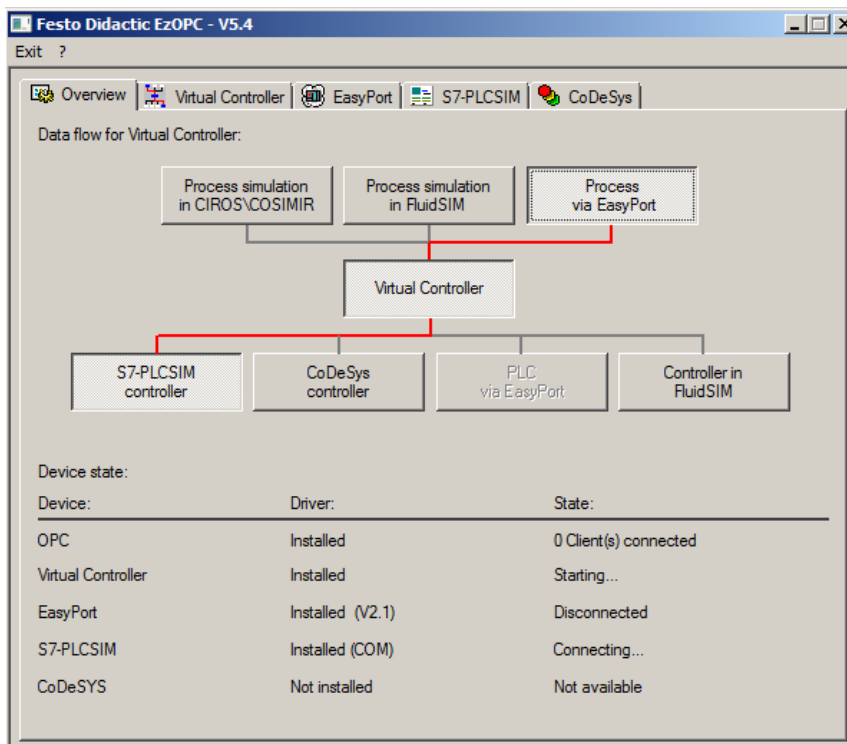 Festo Didactic EzOPC - V5.4
Exit ?
Overview Virtual Controller EasyPort S7-PLCSIM CoDeSys
Data flow for Virtual Controller:
Process simulation Process simulation Process
in CIROS\COSIMIR in FluidSIM via EasyPort
Virtual Controller
S7-PLCSIM CoDeSys PLC Controller in
controller controller via EasyPort FluidSIM
Device state:
Device: Driver: State:
OPC Installed 0 Client(s) connected
Virtual Controller Installed Starting...
EasyPort Installed (V2.1) Disconnected
S7-PLCSIM Installed (COM) Connecting...
CoDeSYS Not installed Not available